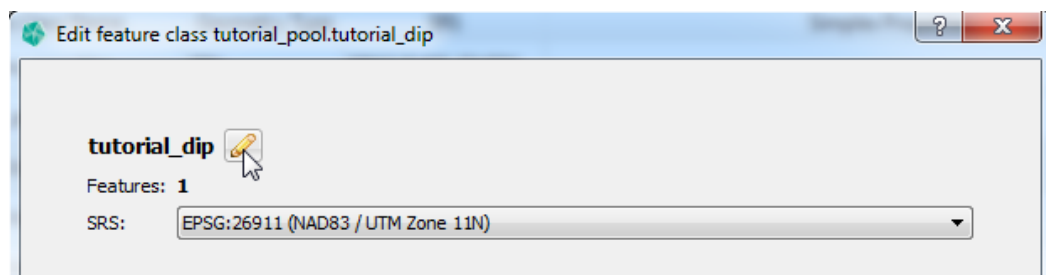 Edit feature class tutorial_pool.tutorial_dip
tutorial_dip
Features: 1
SRS: EPSG:26911 (NAD83 / UTM Zone 11N)